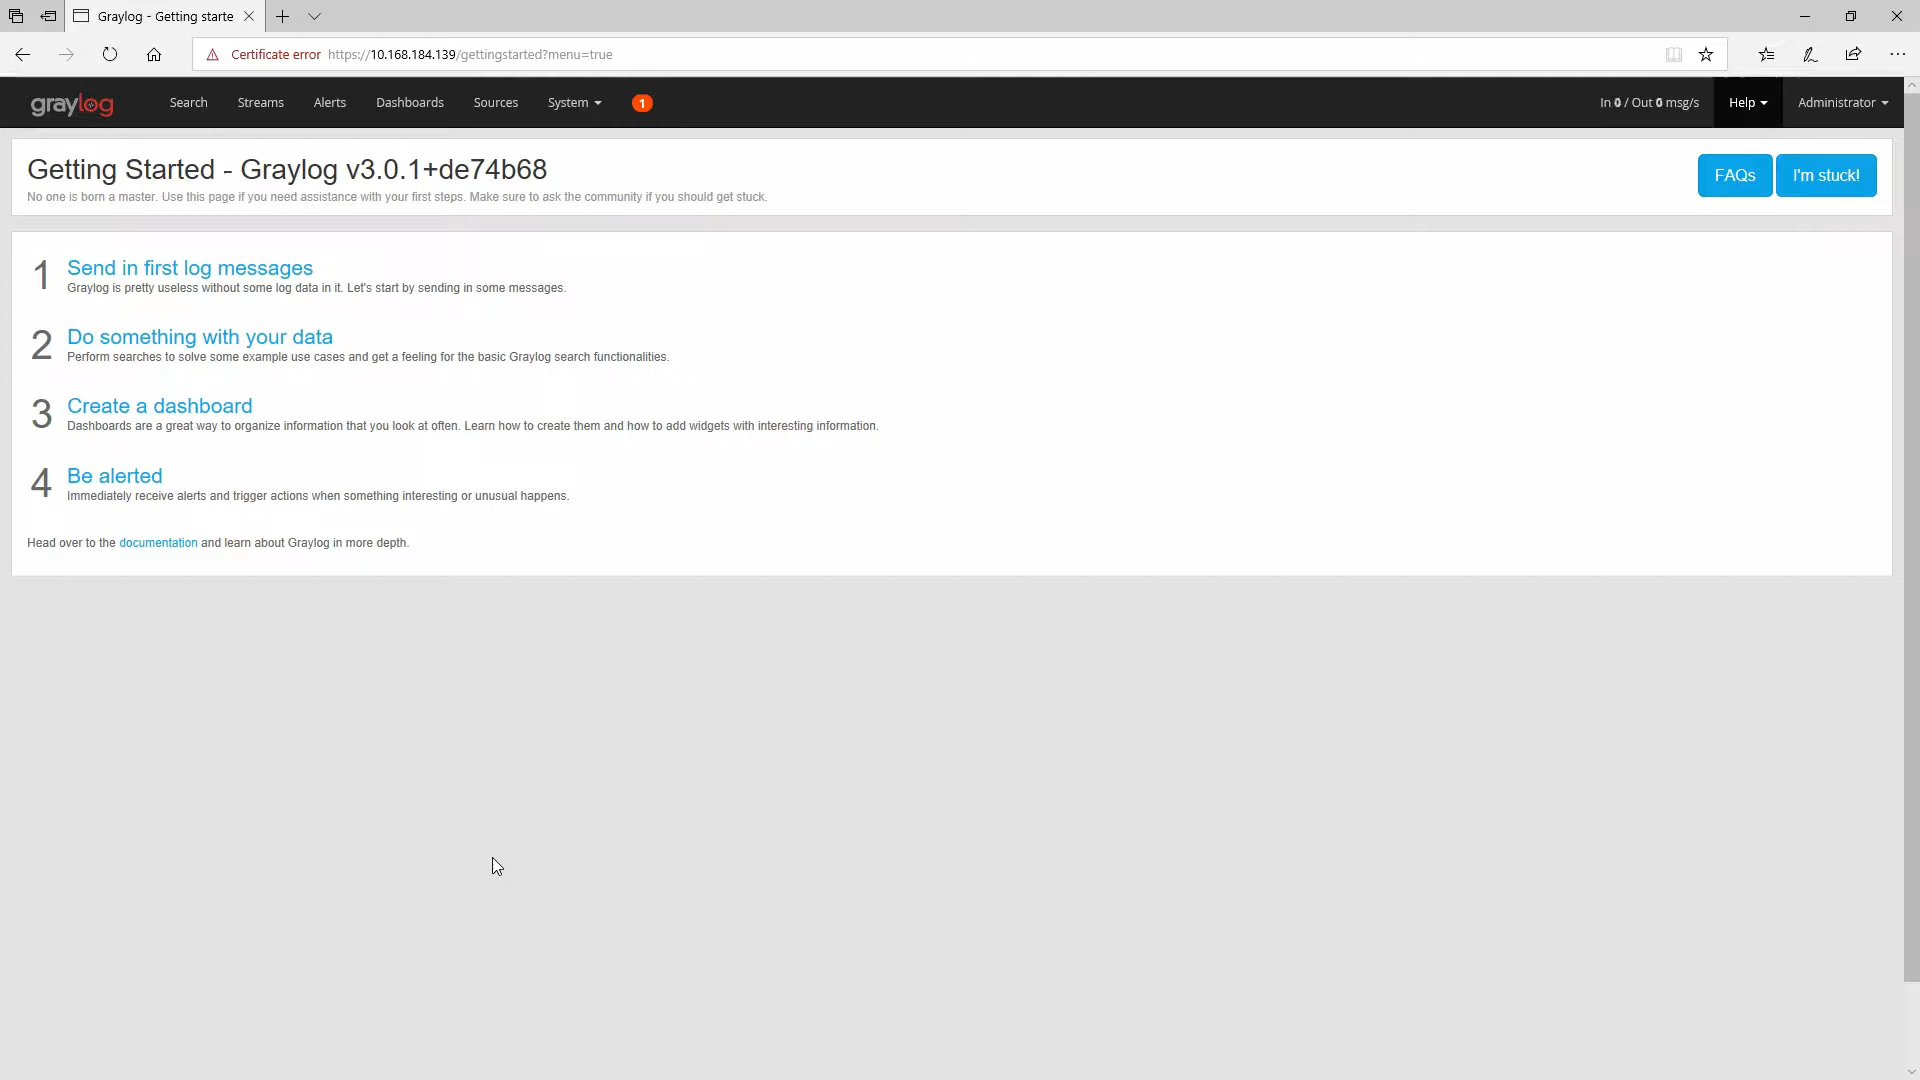 Graylog - Getting starte
Certificate error https://10.168.184.139/gettingstarted?menu=true
graylog Search Streams Alerts Dashboards Sources System 1 In 0 / Out 0 msg/s Help Administrator
Getting Started - Graylog v3.0.1+de74b68
No one is born a master. Use this page if you need assistance with your first steps. Make sure to ask the community if you should get stuck.
FAQs I'm stuck!
1 Send in first log messages
Graylog is pretty useless without some log data in it. Let's start by sending in some messages.
2 Do something with your data
Perform searches to solve some example use cases and get a feeling for the basic Graylog search functionalities.
3 Create a dashboard
Dashboards are a great way to organize information that you look at often. Learn how to create them and how to add widgets with interesting information.
4 Be alerted
Immediately receive alerts and trigger actions when something interesting or unusual happens.
Head over to the documentation and learn about Graylog in more depth.